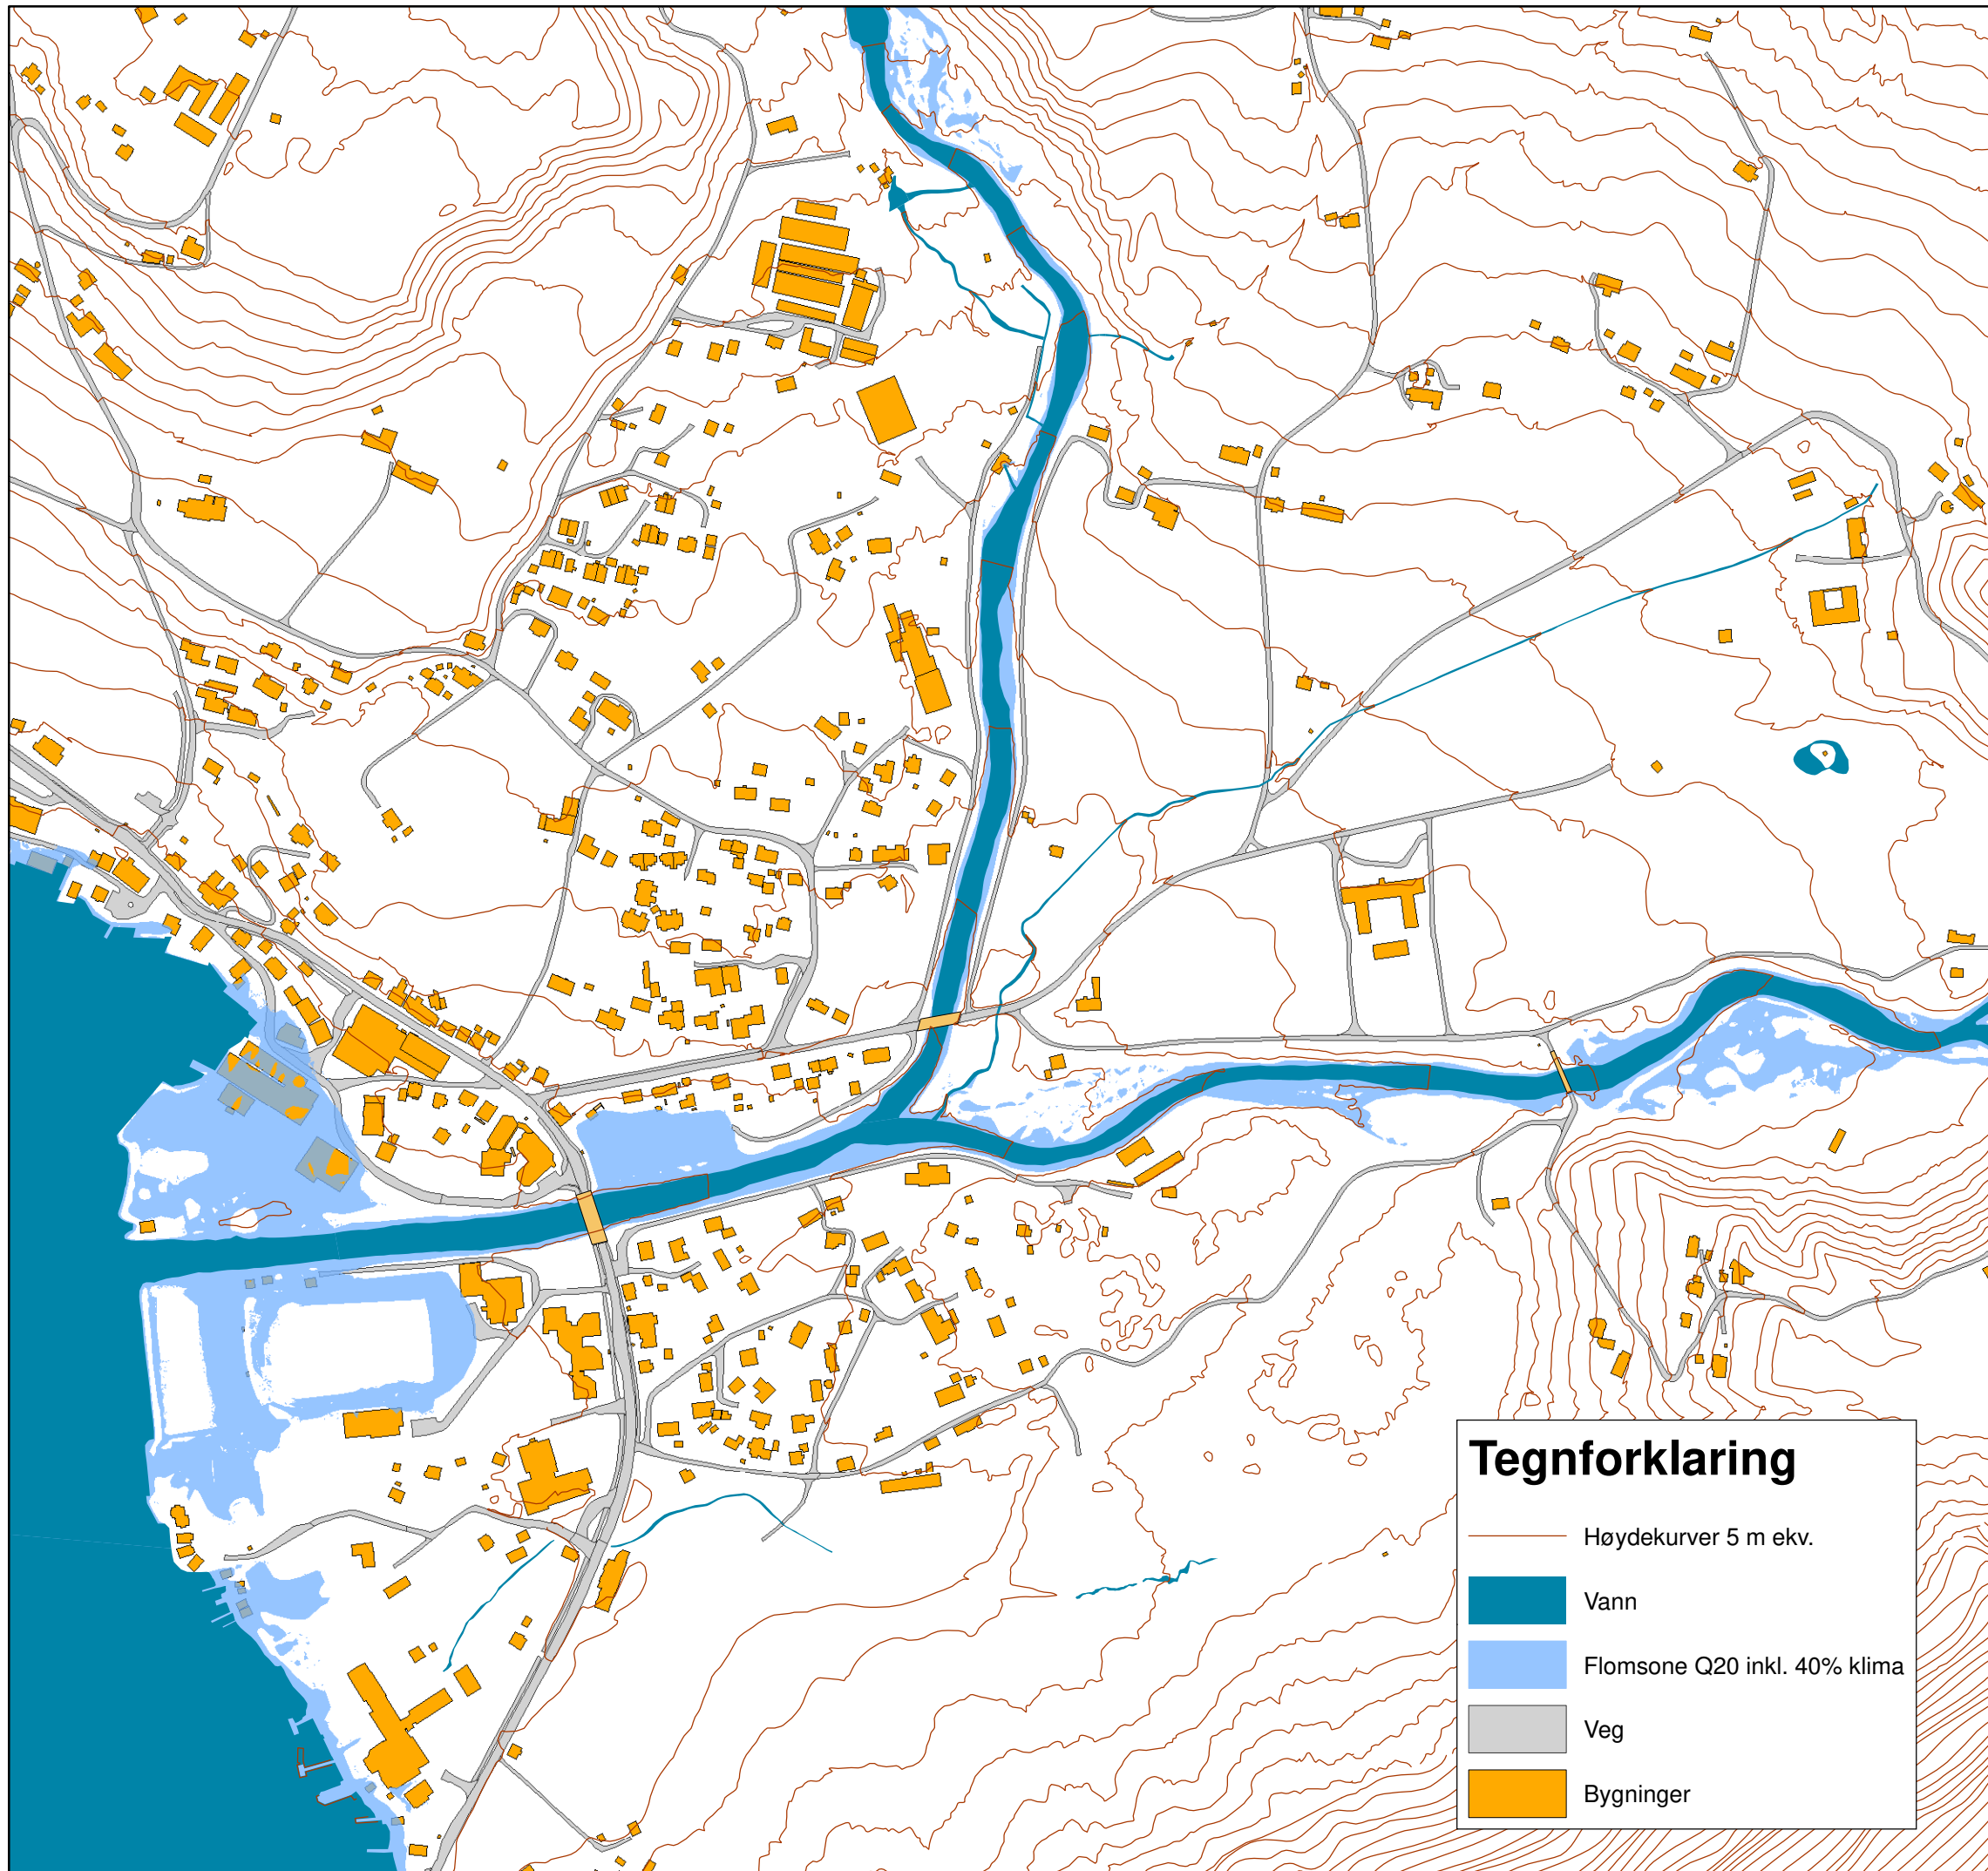 Tegnforklaring
Høydekurver 5 m ekv.
Vann
Flomsone Q20 inkl. 40% klima
Veg
Bygninger